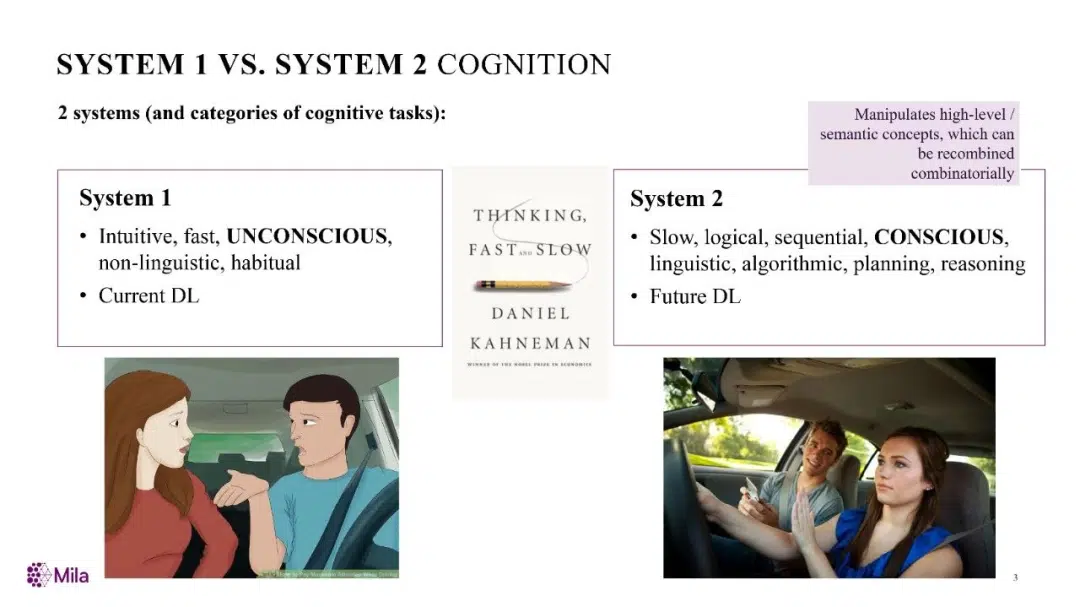 SYSTEM 1 VS. SYSTEM 2 COGNITION
2 systems (and categories of cognitive tasks):
Manipulates high-level /
semantic concepts, which can
be recombined
combinatorially
System 1
• Intuitive, fast, UNCONSCIOUS,
non-linguistic, habitual
• Current DL
THINKING,
FAST AND SLOW
DANIEL
KAHNEMAN
WINNER OF THE NOBEL PRIZE IN ECONOMICS
System 2
• Slow, logical, sequential, CONSCIOUS,
linguistic, algorithmic, planning, reasoning
• Future DL
Mila
3